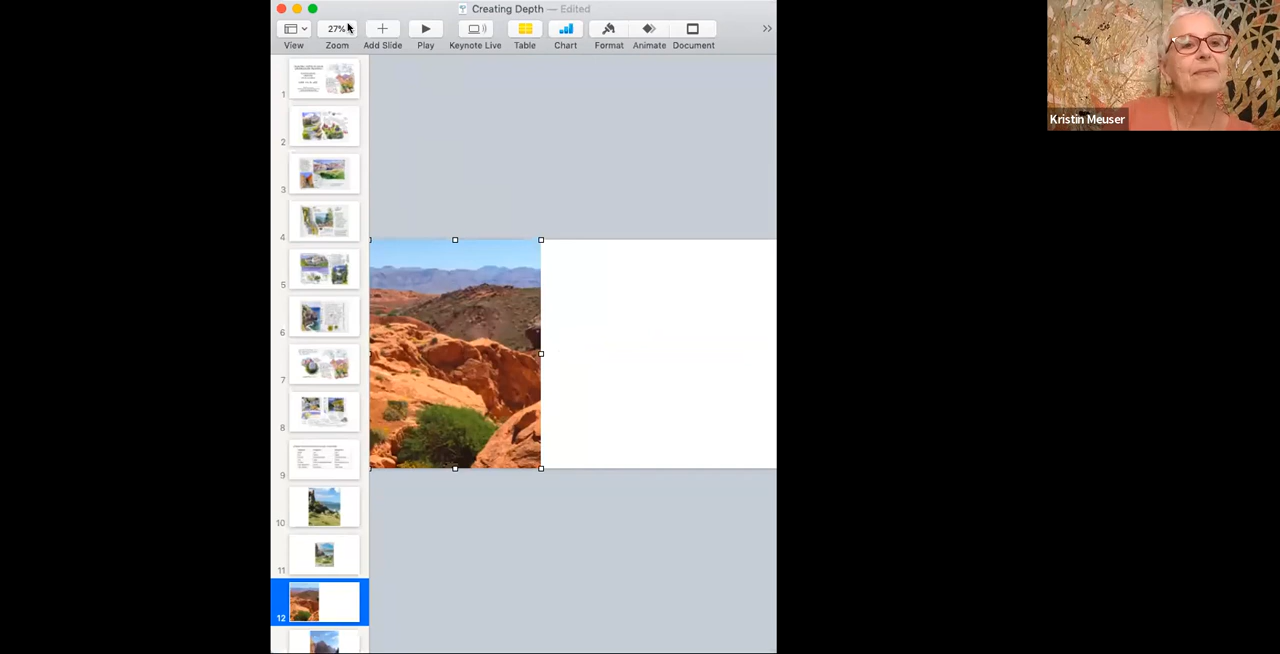 Creating Depth — Edited
27%
View
Zoom
Add Slide
Play
Keynote Live
Table
Chart
Format
Animate
Document
1
2
3
4
5
6
7
8
9
10
11
12
Kristin Meuser